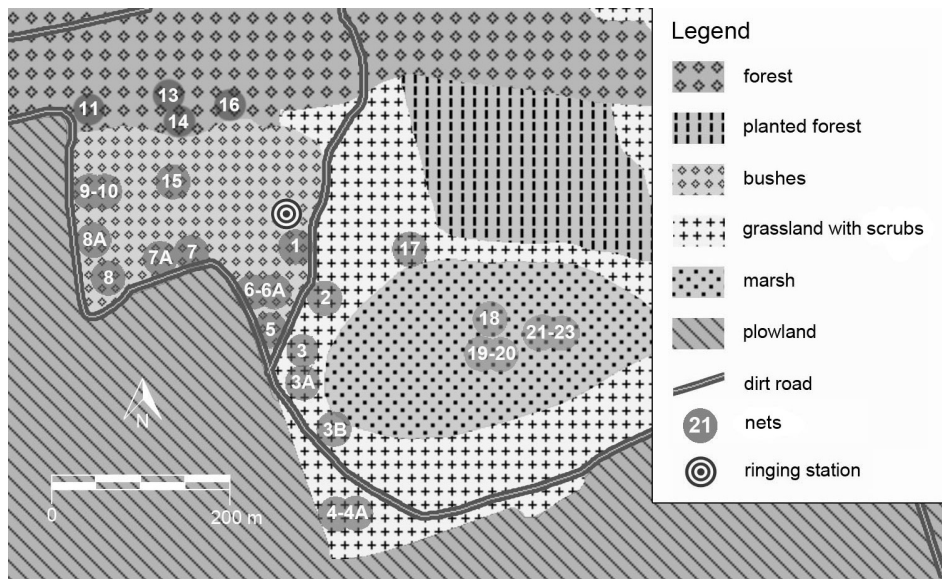 Legend
forest
planted forest
bushes
grassland with scrubs
marsh
plowland
dirt road
21 nets
ringing station
11
13
14
16
9-10
15
8A
8
7A
7
1
6-6A
5
2
17
3
3A
3B
4-4A
18
19-20
21-23
N
0 200 m